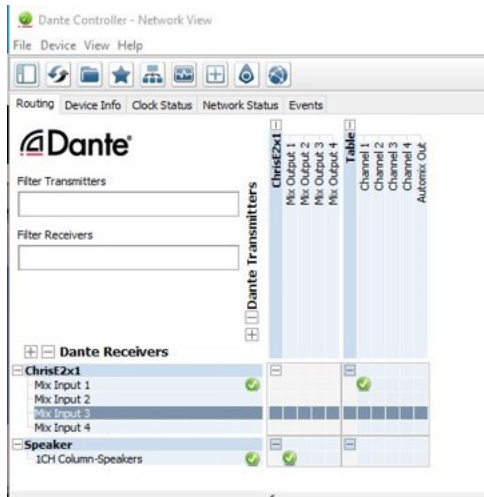 Dante Controller - Network View
File Device View Help
Routing Device Info Clock Status Network Status Events
Dante®
Filter Transmitters
Filter Receivers
Dante Transmitters
ChrisE2x1
Mix Output 1
Mix Output 2
Mix Output 3
Mix Output 4
Table
Channel 1
Channel 2
Channel 3
Channel 4
Automix Out
Dante Receivers
ChrisE2x1
Mix Input 1
Mix Input 2
Mix Input 3
Mix Input 4
Speaker
1CH Column-Speakers